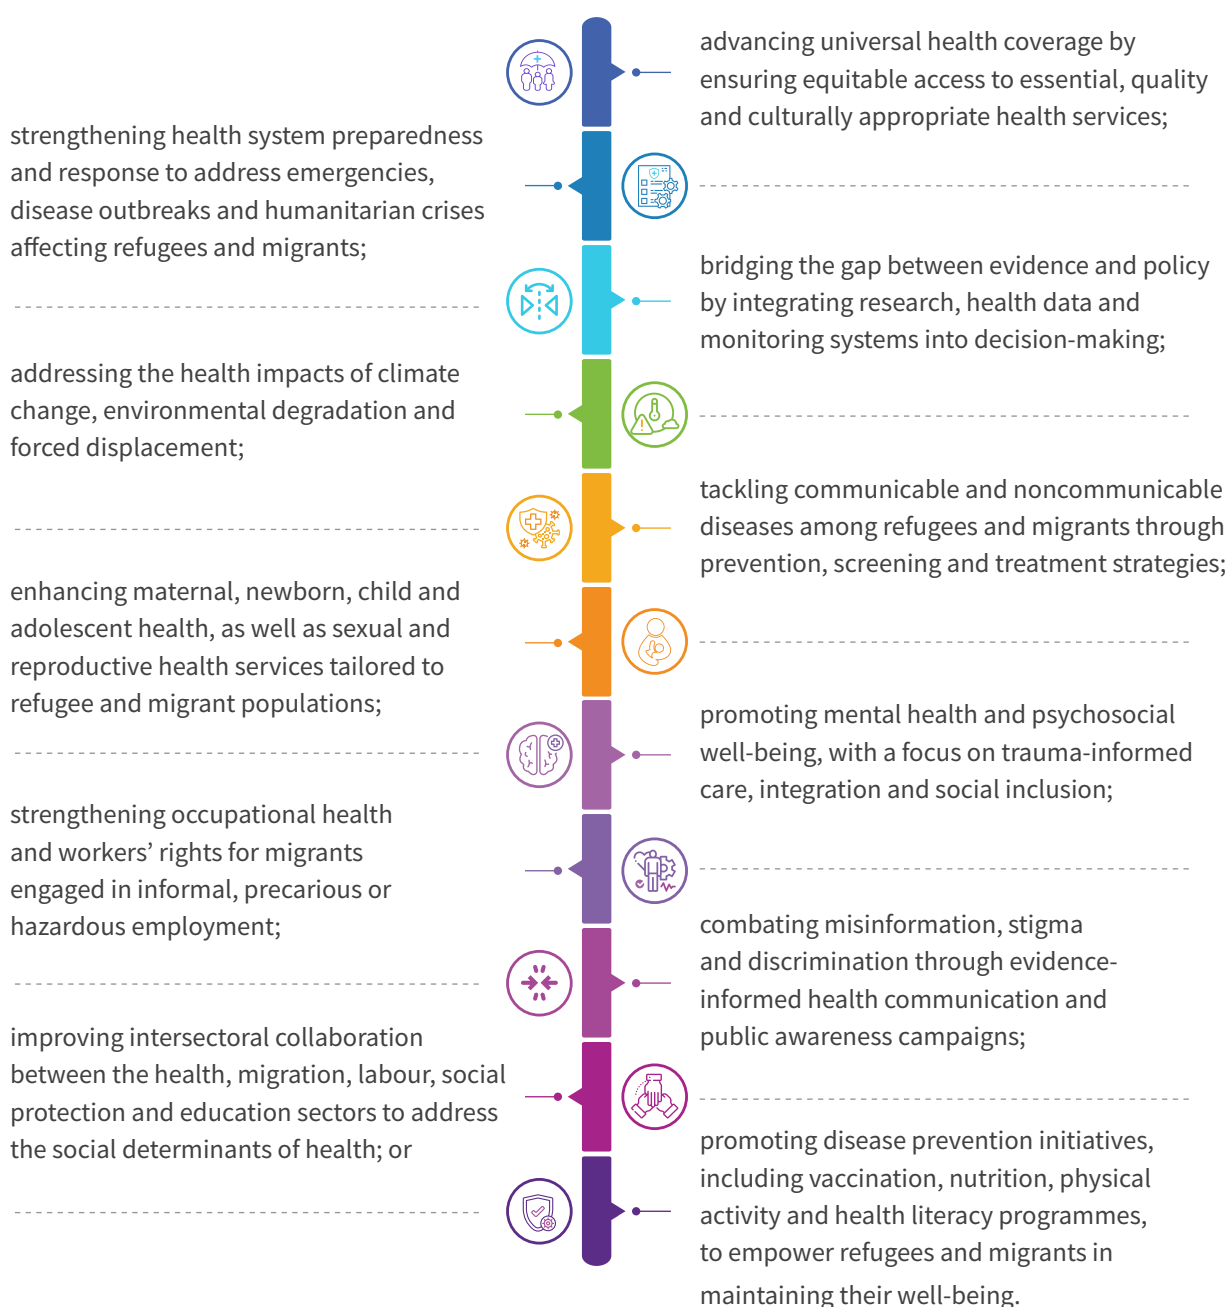 advancing universal health coverage by
ensuring equitable access to essential, quality
and culturally appropriate health services;
strengthening health system preparedness
and response to address emergencies,
disease outbreaks and humanitarian crises
affecting refugees and migrants;
bridging the gap between evidence and policy
by integrating research, health data and
monitoring systems into decision-making;
addressing the health impacts of climate
change, environmental degradation and
forced displacement;
tackling communicable and noncommunicable
diseases among refugees and migrants through
prevention, screening and treatment strategies;
enhancing maternal, newborn, child and
adolescent health, as well as sexual and
reproductive health services tailored to
refugee and migrant populations;
promoting mental health and psychosocial
well-being, with a focus on trauma-informed
care, integration and social inclusion;
strengthening occupational health
and workers’ rights for migrants
engaged in informal, precarious or
hazardous employment;
combating misinformation, stigma
and discrimination through evidence-
informed health communication and
public awareness campaigns;
improving intersectoral collaboration
between the health, migration, labour, social
protection and education sectors to address
the social determinants of health; or
promoting disease prevention initiatives,
including vaccination, nutrition, physical
activity and health literacy programmes,
to empower refugees and migrants in
maintaining their well-being.